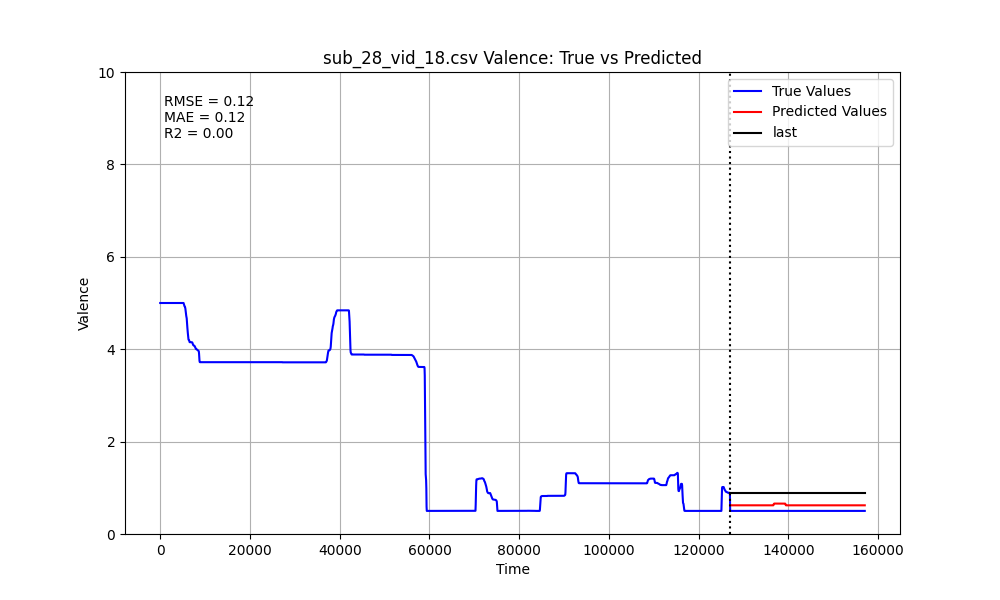 sub_28_vid_18.csv Valence: True vs Predicted
RMSE = 0.12
MAE = 0.12
R2 = 0.00
True Values
Predicted Values
last
10
8
6
4
2
0
Valence
0
20000
40000
60000
80000
100000
120000
140000
160000
Time